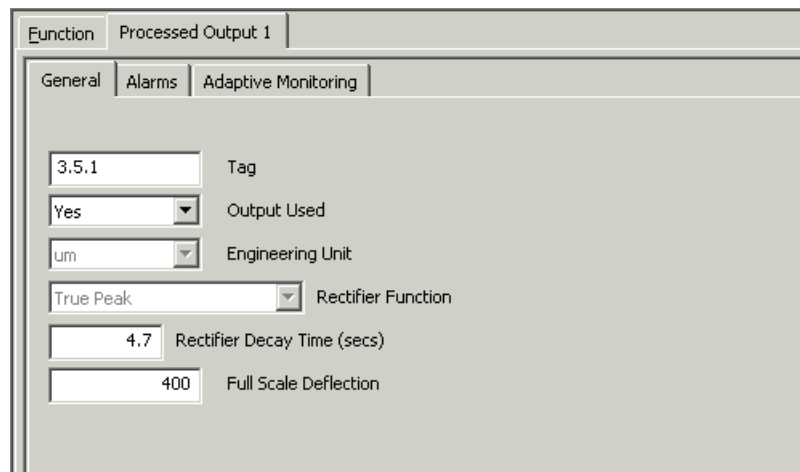 Function Processed Output 1
General Alarms Adaptive Monitoring
3.5.1 Tag
Yes Output Used
um Engineering Unit
True Peak Rectifier Function
4.7 Rectifier Decay Time (secs)
400 Full Scale Deflection